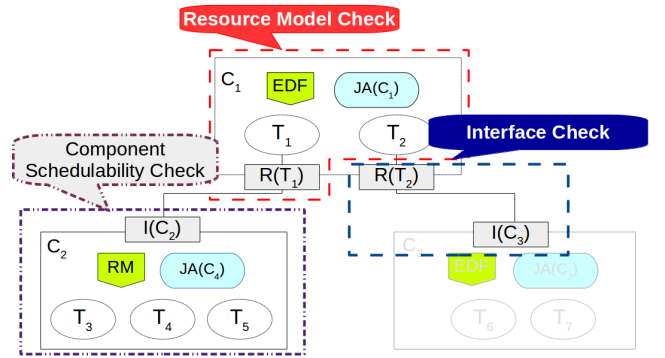 Resource Model Check
C1
EDF
JA(C1)
T1
T2
Interface Check
Component
Schedulability Check
R(T1)
R(T2)
I(C2)
I(C3)
C2
RM
JA(C4)
T3
T4
T5
EDF
T6
T7